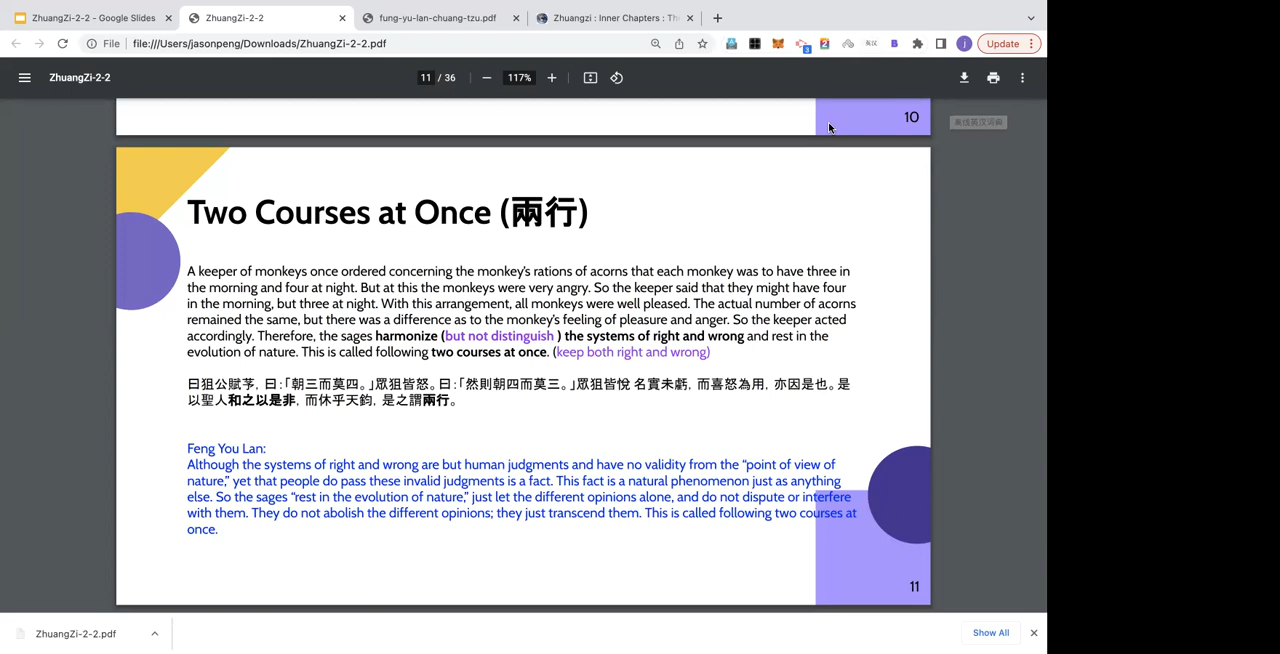 ZhuangZi-2-2 - Google Slides
ZhuangZi-2-2
fung-yu-lan-chuang-tzu.pdf
Zhuangzi : Inner Chapters : Th
File
file:///Users/jasonpeng/Downloads/ZhuangZi-2-2.pdf
3
2
英汉
B
j
Update
ZhuangZi-2-2
11 / 36
117%
10
离线英汉词典
Two Courses at Once (兩行)
A keeper of monkeys once ordered concerning the monkey's rations of acorns that each monkey was to have three in
the morning and four at night. But at this the monkeys were very angry. So the keeper said that they might have four
in the morning, but three at night. With this arrangement, all monkeys were well pleased. The actual number of acorns
remained the same, but there was a difference as to the monkey's feeling of pleasure and anger. So the keeper acted
accordingly. Therefore, the sages harmonize (but not distinguish ) the systems of right and wrong and rest in the
evolution of nature. This is called following two courses at once. (keep both right and wrong)
曰狙公賦芧，曰：「朝三而莫四。」眾狙皆怒。曰：「然則朝四而莫三。」眾狙皆悅 名實未虧，而喜怒為用，亦因是也。是
以聖人和之以是非，而休乎天鈞，是之謂兩行。
Feng You Lan:
Although the systems of right and wrong are but human judgments and have no validity from the “point of view of
nature,” yet that people do pass these invalid judgments is a fact. This fact is a natural phenomenon just as anything
else. So the sages “rest in the evolution of nature,” just let the different opinions alone, and do not dispute or interfere
with them. They do not abolish the different opinions; they just transcend them. This is called following two courses at
once.
11
ZhuangZi-2-2.pdf
Show All